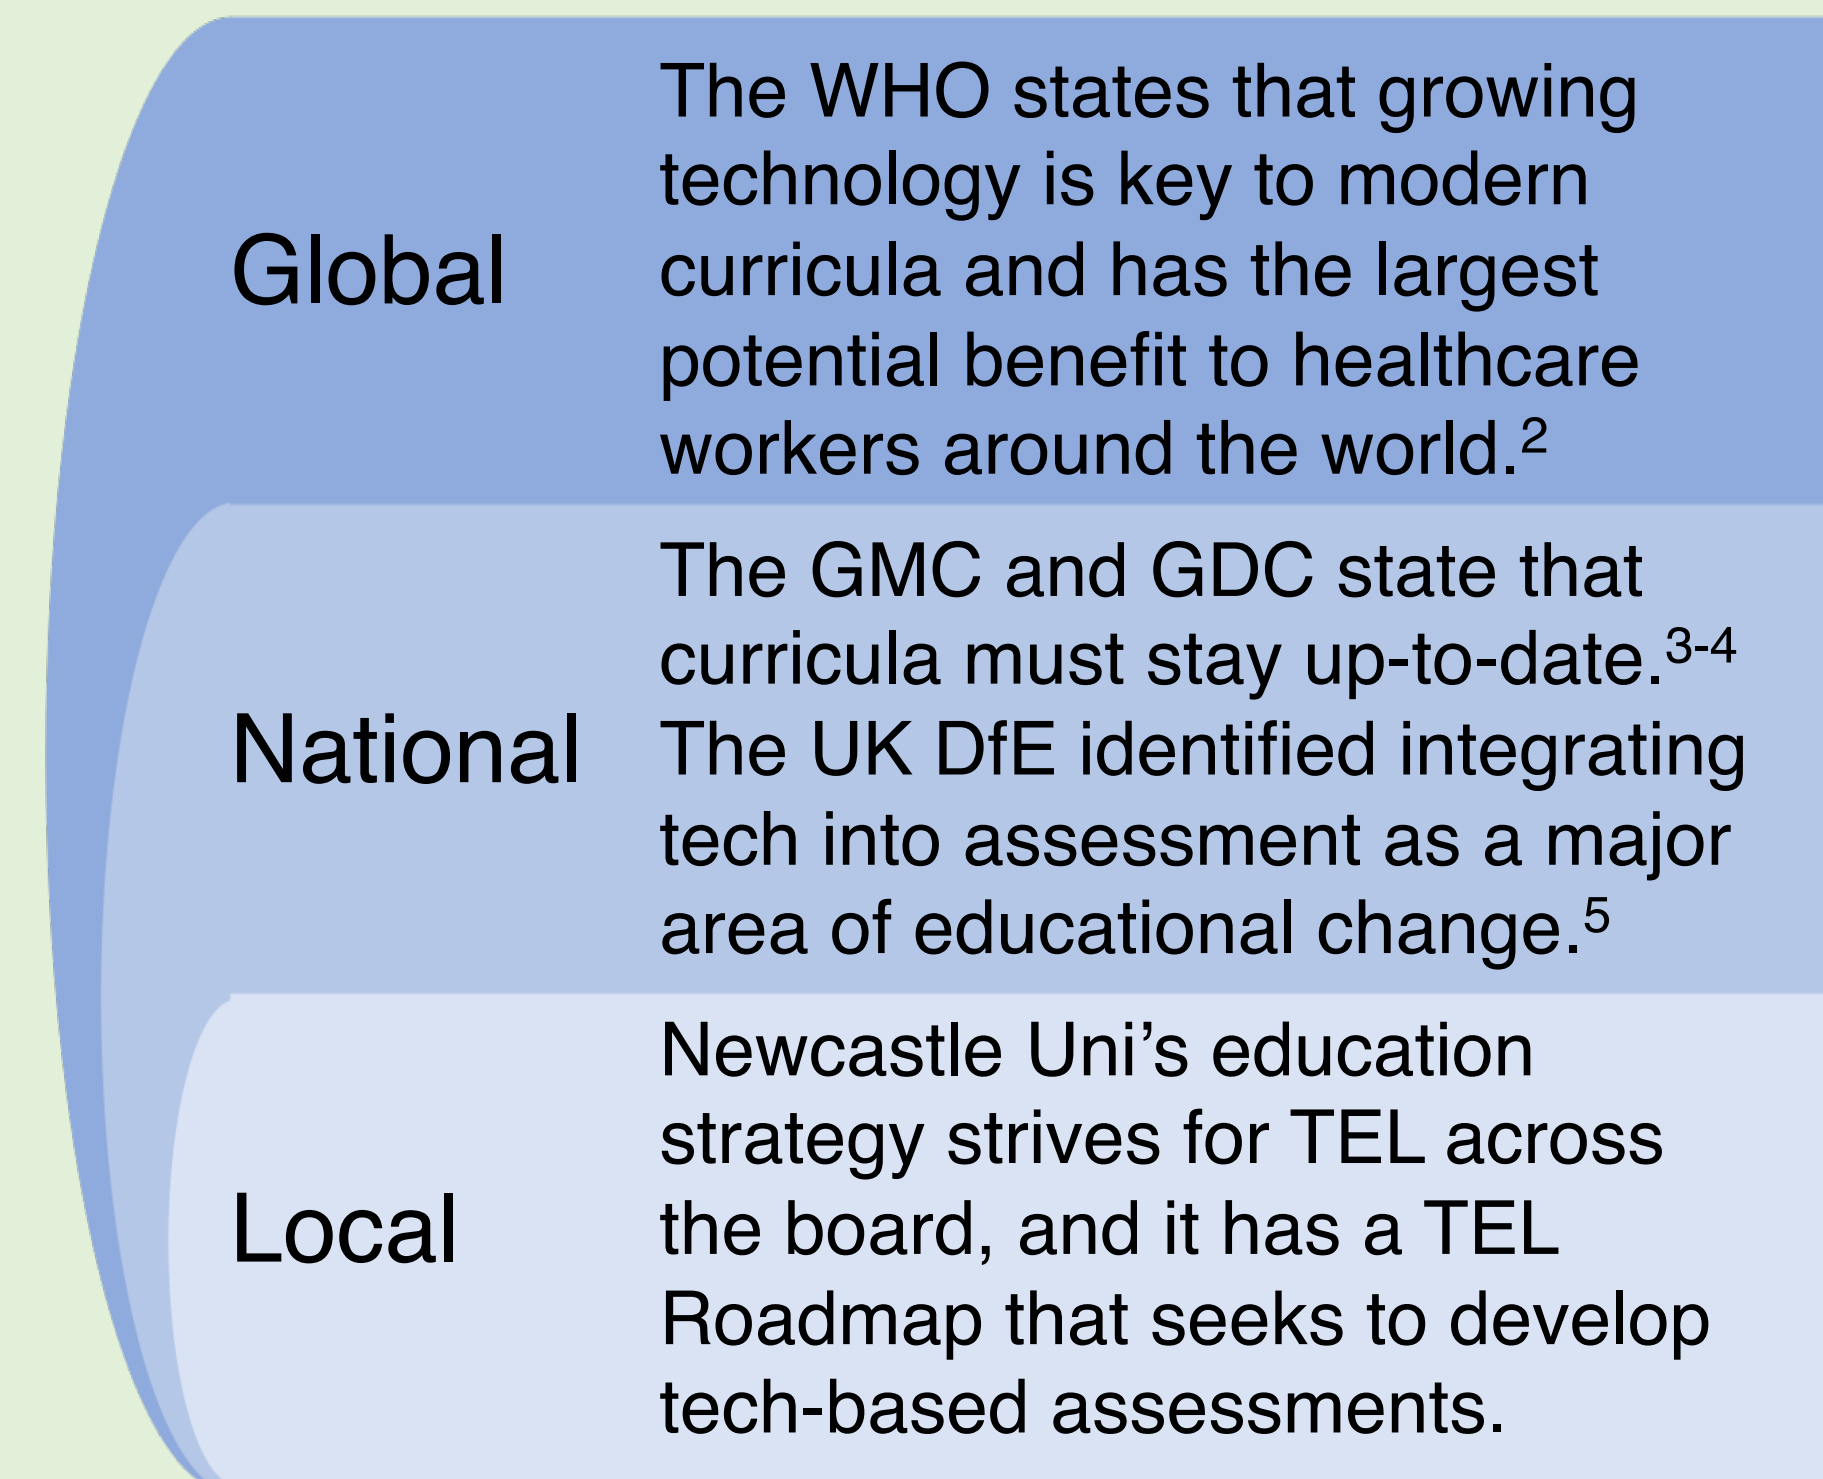 Global
The WHO states that growing
technology is key to modern
curricula and has the largest
potential benefit to healthcare
workers around the world.²
National
The GMC and GDC state that
curricula must stay up-to-date.³⁻⁴
The UK DfE identified integrating
tech into assessment as a major
area of educational change.⁵
Local
Newcastle Uni’s education
strategy strives for TEL across
the board, and it has a TEL
Roadmap that seeks to develop
tech-based assessments.